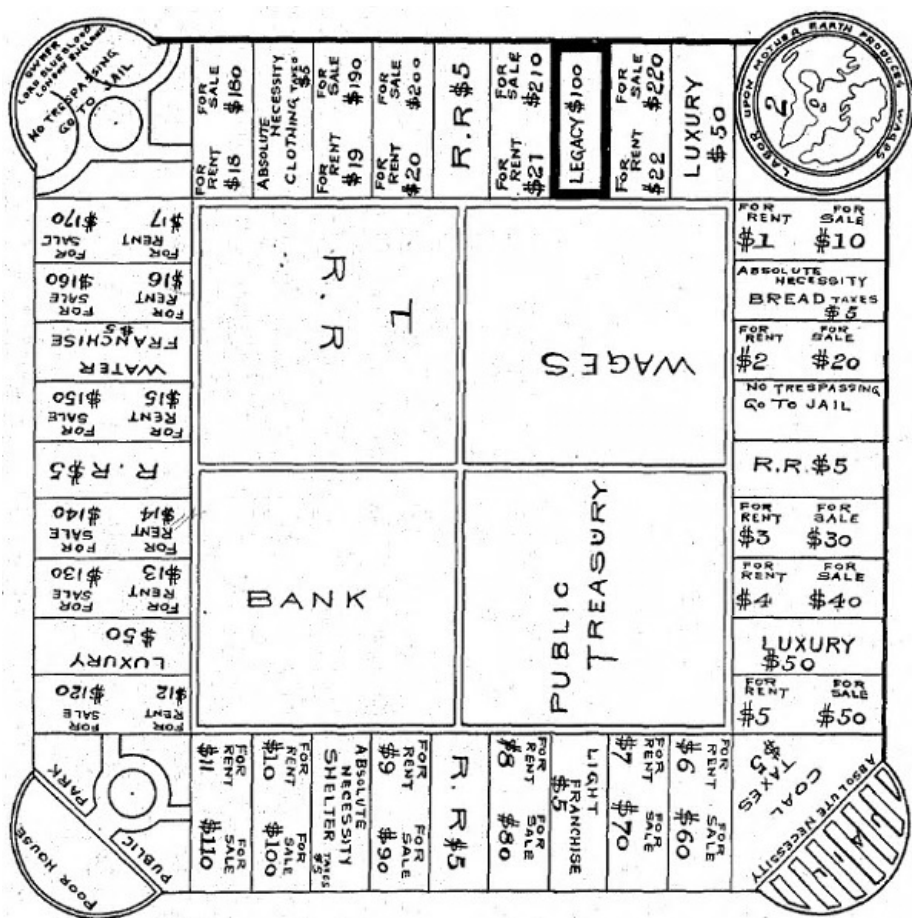 OWNER
LORD BLUEBLOOD
LONDON ENGLAND
NO TRESPASSING
GO TO JAIL
FOR SALE $180
FOR RENT $18
ABSOLUTE
NECESSITY
CLOTHING TAXES
$5
FOR SALE $190
FOR RENT $19
FOR SALE $200
FOR RENT $20
R.R $5
FOR SALE $210
FOR RENT $21
LEGACY $100
FOR SALE $220
FOR RENT $22
LUXURY
$50
LABOR UPON MOTHER EARTH PRODUCES WAGES
FOR RENT $1
FOR SALE $10
ABSOLUTE
NECESSITY
BREAD TAXES
$5
FOR RENT $2
FOR SALE $20
NO TRESPASSING
GO TO JAIL
R.R. $5
FOR RENT $3
FOR SALE $30
FOR RENT $4
FOR SALE $40
LUXURY
$50
FOR RENT $5
FOR SALE $50
ABSOLUTE NECESSITY
COAL
TAXES
$5
JAIL
FOR RENT $6
FOR SALE $60
FOR RENT $7
FOR SALE $70
LIGHT
FRANCHISE
$5
FOR RENT $8
FOR SALE $80
R. R $5
FOR RENT $9
FOR SALE $90
ABSOLUTE
NECESSITY
SHELTER TAXES
$5
FOR RENT $10
FOR SALE $100
FOR RENT $11
FOR SALE $110
PUBLIC PARK
POOR HOUSE
FOR RENT $12
FOR SALE $120
LUXURY
$50
FOR RENT $13
FOR SALE $130
FOR RENT $14
FOR SALE $140
R.R $5
FOR RENT $15
FOR SALE $150
WATER
FRANCHISE
$5
FOR RENT $16
FOR SALE $160
FOR RENT $17
FOR SALE $170
R. R
WAGES
BANK
PUBLIC
TREASURY